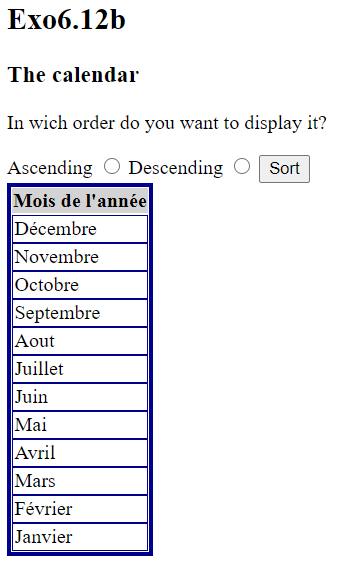 Exo6.12b
The calendar
In wich order do you want to display it?
Ascending Descending Sort
Mois de l'année
Décembre
Novembre
Octobre
Septembre
Aout
Juillet
Juin
Mai
Avril
Mars
Février
Janvier